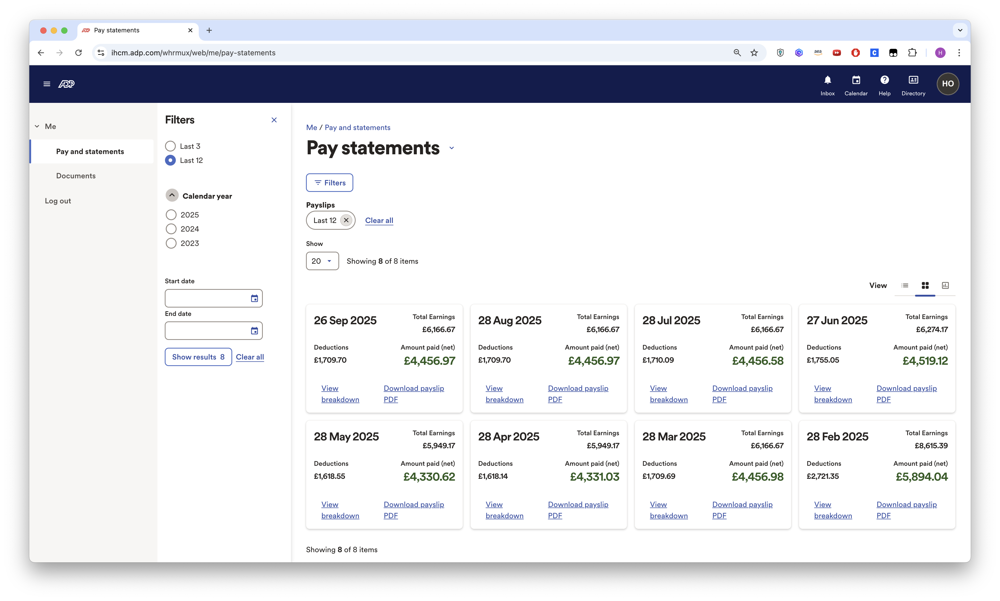 Pay statements
ihcm.adp.com/whrmux/web/me/pay-statements
aea
C
H
ADP
Inbox
Calendar
Help
Directory
HO
Me
Pay and statements
Documents
Log out
Filters
Last 3
Last 12
Calendar year
2025
2024
2023
Start date
End date
Show results 8 Clear all
Me / Pay and statements
Pay statements
Filters
Payslips
Last 12 Clear all
Show
20 Showing 8 of 8 items
View
26 Sep 2025 Total Earnings
£6,166.67
Deductions Amount paid (net)
£1,709.70 £4,456.97
View Download payslip
breakdown PDF
28 Aug 2025 Total Earnings
£6,166.67
Deductions Amount paid (net)
£1,709.70 £4,456.97
View Download payslip
breakdown PDF
28 Jul 2025 Total Earnings
£6,166.67
Deductions Amount paid (net)
£1,710.09 £4,456.58
View Download payslip
breakdown PDF
27 Jun 2025 Total Earnings
£6,274.17
Deductions Amount paid (net)
£1,755.05 £4,519.12
View Download payslip
breakdown PDF
28 May 2025 Total Earnings
£5,949.17
Deductions Amount paid (net)
£1,618.55 £4,330.62
View Download payslip
breakdown PDF
28 Apr 2025 Total Earnings
£5,949.17
Deductions Amount paid (net)
£1,618.14 £4,331.03
View Download payslip
breakdown PDF
28 Mar 2025 Total Earnings
£6,166.67
Deductions Amount paid (net)
£1,709.69 £4,456.98
View Download payslip
breakdown PDF
28 Feb 2025 Total Earnings
£8,615.39
Deductions Amount paid (net)
£2,721.35 £5,894.04
View Download payslip
breakdown PDF
Showing 8 of 8 items